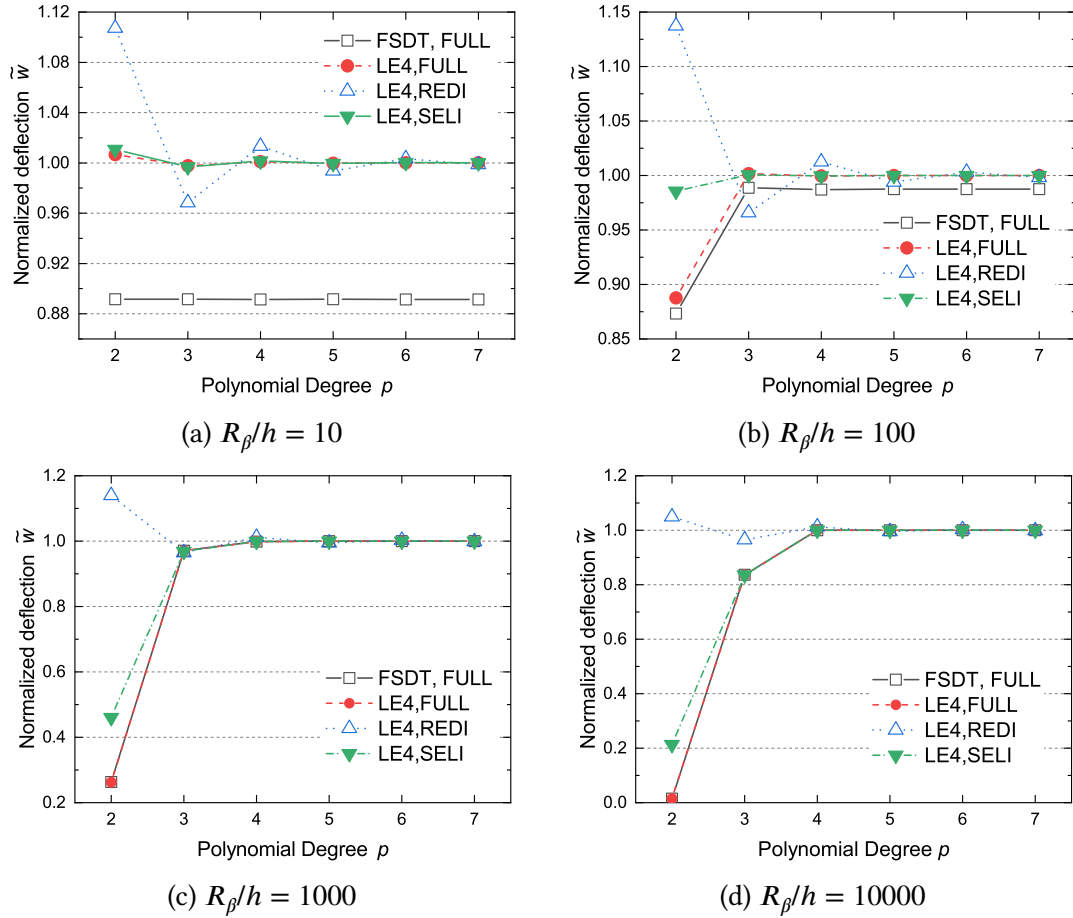 1.12
1.08
1.04
1.00
0.96
0.92
0.88
Normalized deflection w̃
FSDT, FULL
LE4,FULL
LE4,REDI
LE4,SELI
2 3 4 5 6 7
Polynomial Degree p
(a) R_β/h = 10
1.15
1.10
1.05
1.00
0.95
0.90
0.85
Normalized deflection w̃
FSDT, FULL
LE4,FULL
LE4,REDI
LE4,SELI
2 3 4 5 6 7
Polynomial Degree p
(b) R_β/h = 100
1.2
1.0
0.8
0.6
0.4
0.2
Normalized deflection w̃
FSDT, FULL
LE4,FULL
LE4,REDI
LE4,SELI
2 3 4 5 6 7
Polynomial Degree p
(c) R_β/h = 1000
1.2
1.0
0.8
0.6
0.4
0.2
0.0
Normalized deflection w̃
FSDT, FULL
LE4,FULL
LE4,REDI
LE4,SELI
2 3 4 5 6 7
Polynomial Degree p
(d) R_β/h = 10000